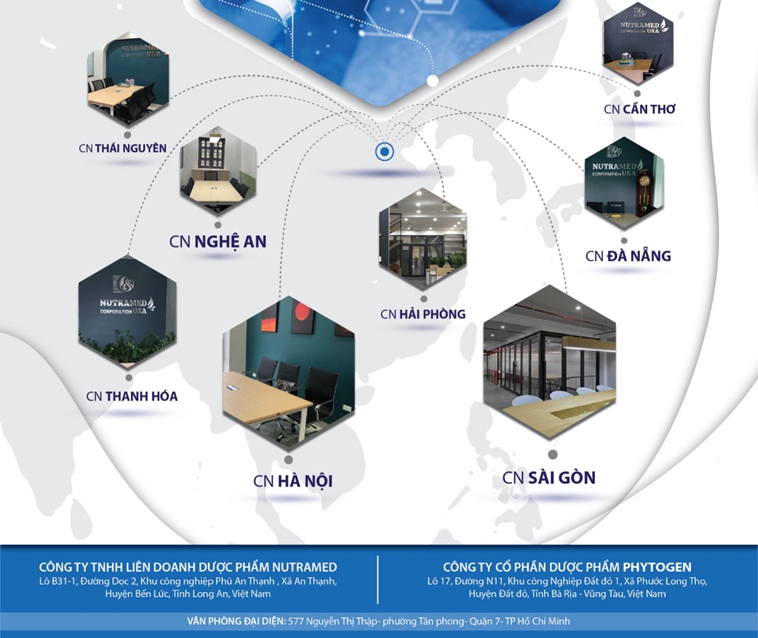 NUTRAMED
CORPORATION USA
NUTRAMED
CORPORATION USA
CN CẦN THƠ
CN THÁI NGUYÊN
NUTRAMED
CORPORATION USA
CN NGHỆ AN
CN ĐÀ NẴNG
NUTRAMED
CORPORATION USA
CN HẢI PHÒNG
CN THANH HÓA
CN HÀ NỘI
CN SÀI GÒN
CÔNG TY TNHH LIÊN DOANH DƯỢC PHẨM NUTRAMED
Lô B31-1, Đường Dọc 2, Khu công nghiệp Phú An Thạnh , Xã An Thạnh,
Huyện Bến Lức, Tỉnh Long An, Việt Nam
CÔNG TY CỔ PHẦN DƯỢC PHẨM PHYTOGEN
Lô 17, Đường N11, Khu công Nghiệp Đất đỏ 1, Xã Phước Long Thọ,
Huyện Đất đỏ, Tỉnh Bà Rịa - Vũng Tàu, Việt Nam
VĂN PHÒNG ĐẠI DIỆN: 577 Nguyễn Thị Thập- phường Tân phong- Quận 7- TP Hồ Chí Minh